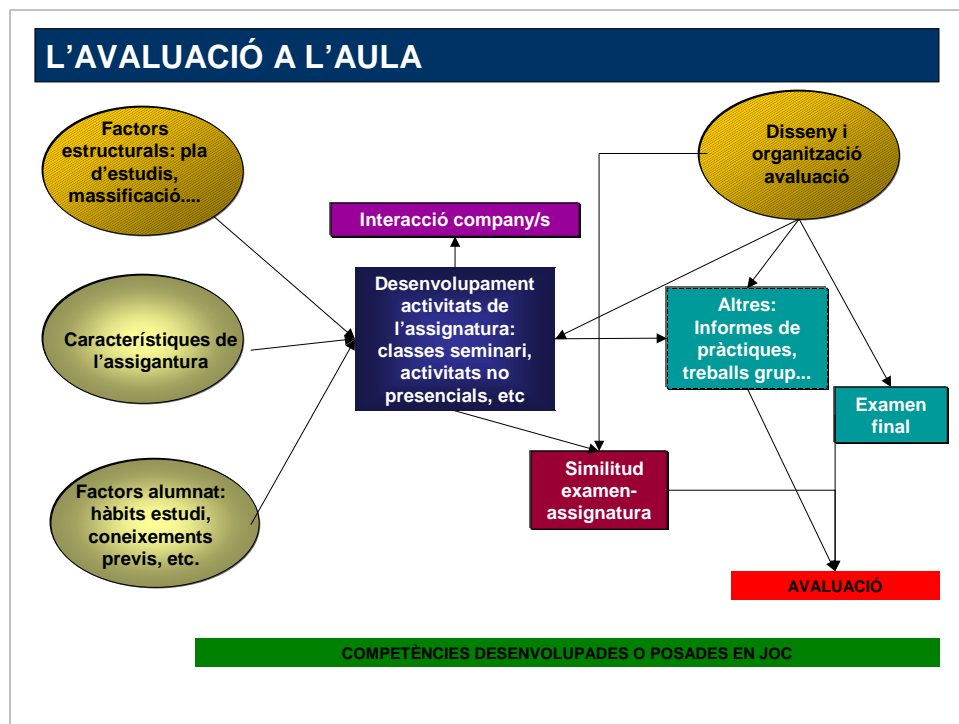 L’AVALUACIÓ A L’AULA
Factors
estructurals: pla
d’estudis,
massificació....
Disseny i
organització
avaluació
Interacció company/s
Desenvolupament
activitats de
l’assignatura:
classes seminari,
activitats no
presencials, etc
Altres:
Informes de
pràctiques,
treballs grup...
Característiques de
l’assigantura
Examen
final
Similitud
examen-
assignatura
Factors alumnat:
hàbits estudi,
coneixements
previs, etc.
AVALUACIÓ
COMPETÈNCIES DESENVOLUPADES O POSADES EN JOC